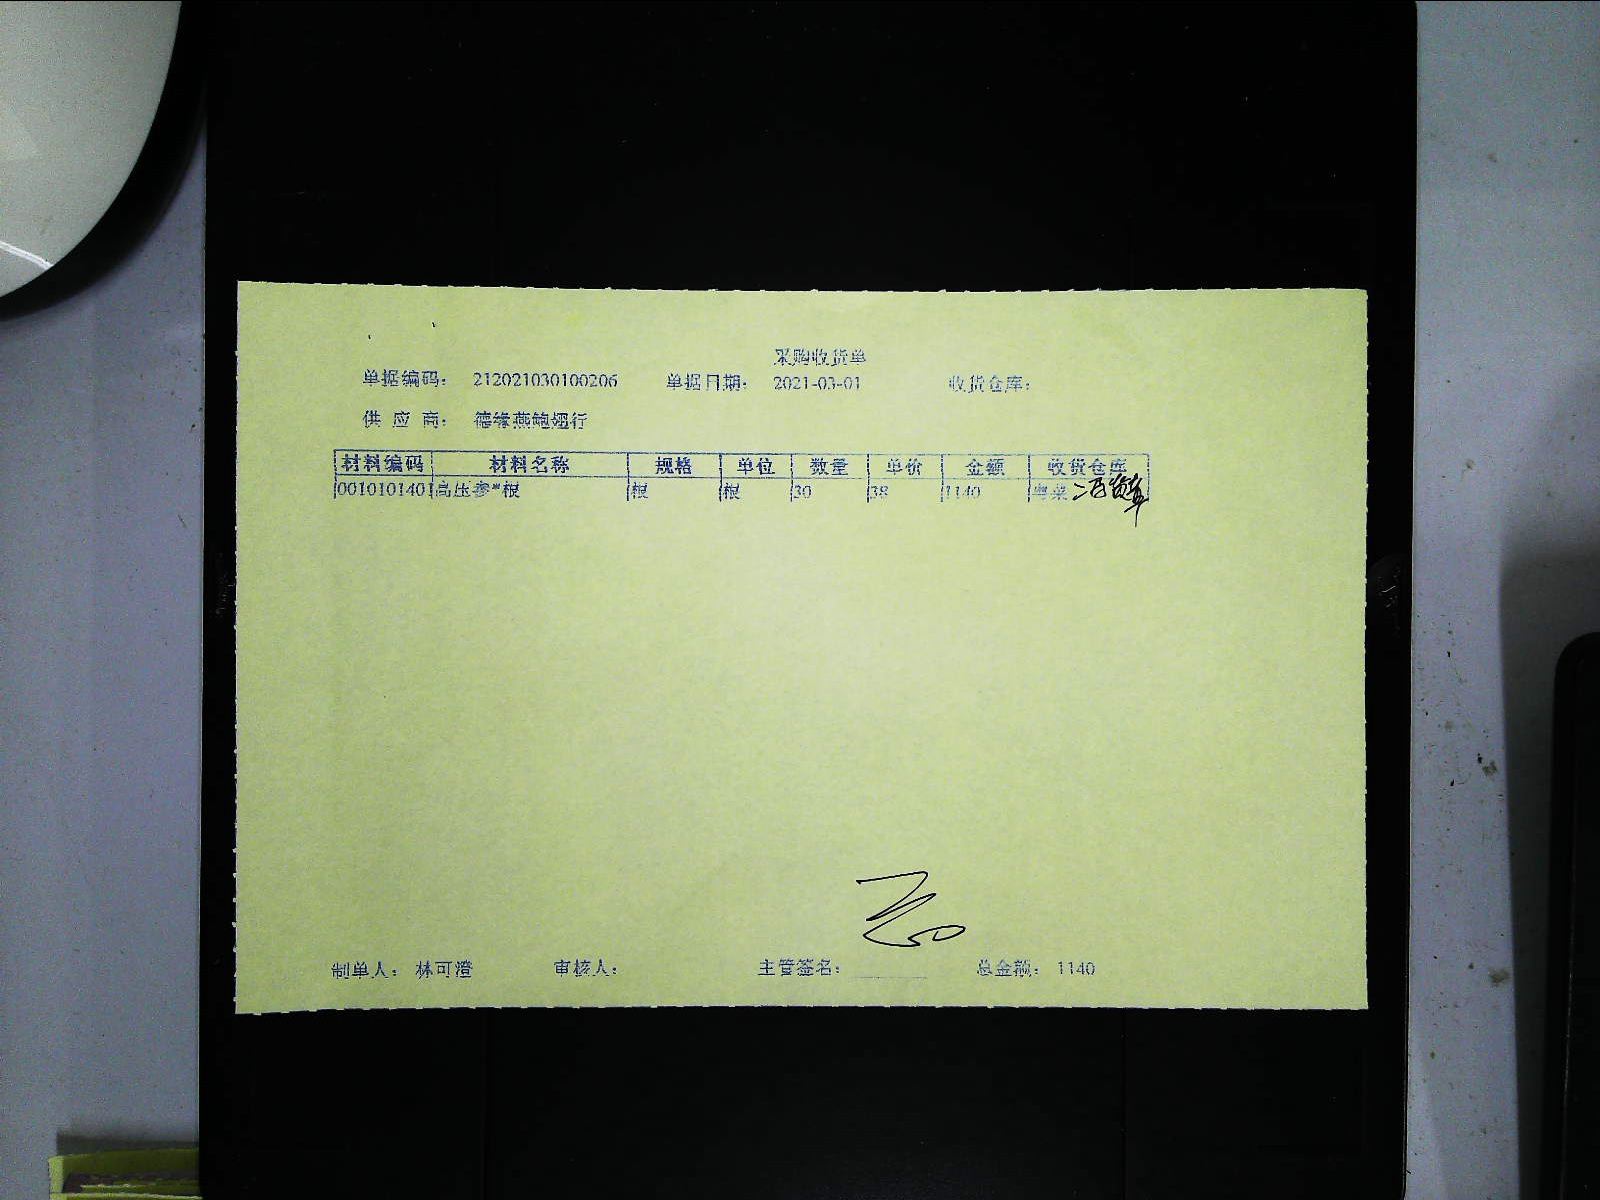 采购收货单
单据编码: 212021030100206 单据日期: 2021-03-01 收货仓库:
供 应 商: 德缘燕鲍翅行
材料编码 材料名称 规格 单位 数量 单价 金额 收货仓库
0010101401 高压参*根 根 根 30 38 1140 粤菜
制单人: 林可澄 审核人: 主管签名: 总金额: 1140